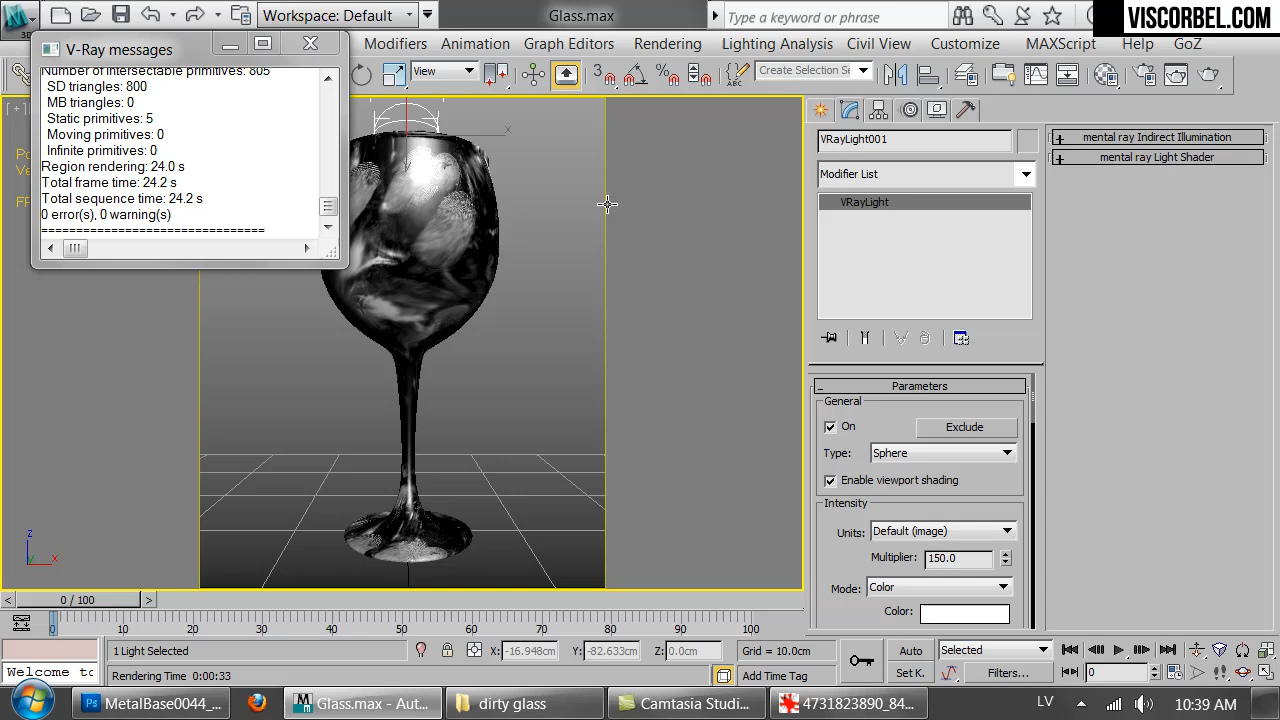 Workspace: Default
Glass.max
Type a keyword or phrase
VISCORBEL.COM
V-Ray messages
Modifiers
Animaton
Graph Editors
Rendering
Lighting Analysis
Civil View
Customize
MAXScript
Help
GoZ
View
Create Selection Se
Number of intersectable primitives: 805
SD triangles: 800
MB triangles: 0
Static primitives: 5
Moving primitives: 0
Infinite primitives: 0
Region rendering: 24.0 s
Total frame time: 24.2 s
Total sequence time: 24.2 s
0 error(s), 0 warning(s)
==============================
x
VRayLight001
mental ray Indirect Illumination
mental ray Light Shader
Modifier List
VRayLight
Parameters
General
On
Exclude
Type:
Sphere
Enable viewport shading
Intensity
Units:
Default (image)
Multiplier:
150.0
Mode:
Color
Color:
z
x
0 / 100
0 10 20 30 40 50 60 70 80 90 100
1 Light Selected
X: -16.948cm
Y: -82.633cm
Z: 0.0cm
Grid = 10.0cm
Auto
Selected
Welcome to
Rendering Time 0:00:33
Add Time Tag
Set K.
Filters...
0
MetalBase0044_...
Glass.max - Aut...
dirty glass
Camtasia Studi...
4731823890_84...
LV
10:39 AM